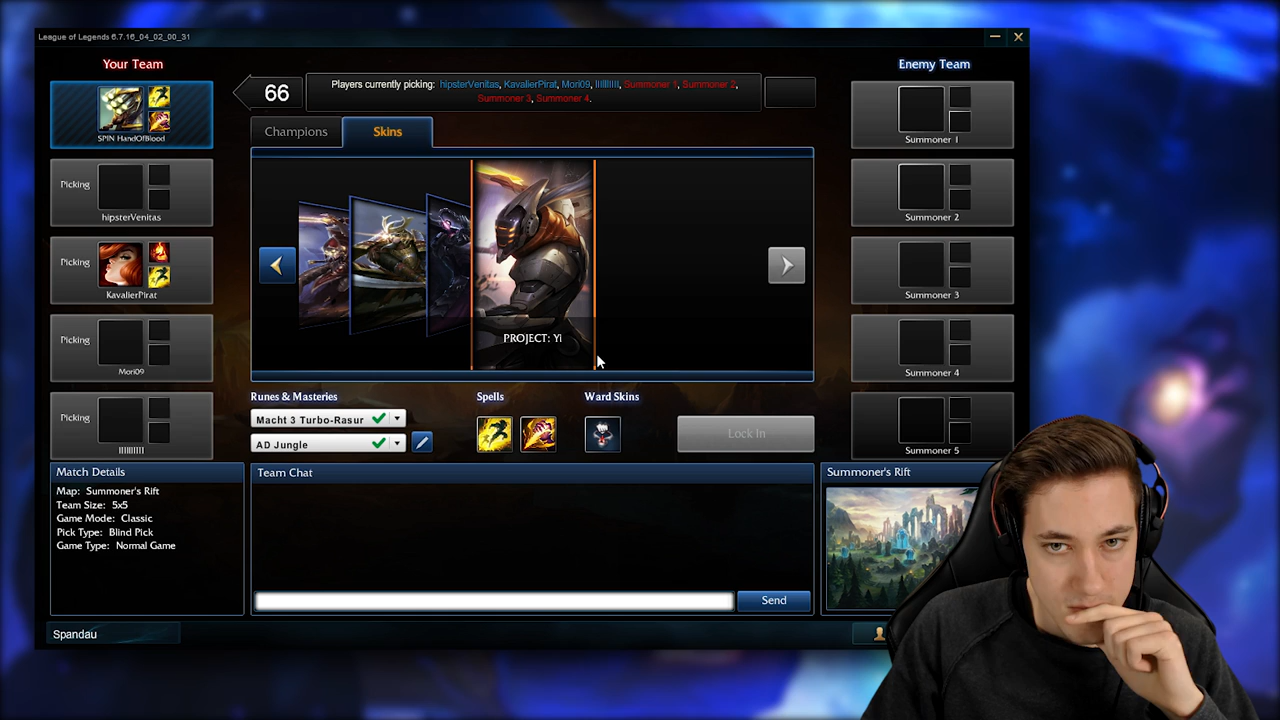 League of Legends 6.7.16_04_02_00_31
Your Team
Enemy Team
66
Players currently picking: hipsterVenitas, KavalierPirat, Mori09, lllllllllll, Summoner 1, Summoner 2,
Summoner 3, Summoner 4.
Champions
Skins
SPIN HandOfBlood
Picking
hipsterVenitas
Picking
KavalierPirat
Picking
Mori09
Picking
lllllllllll
PROJECT: Yi
Summoner 1
Summoner 2
Summoner 3
Summoner 4
Summoner 5
Runes & Masteries
Spells
Ward Skins
Macht 3 Turbo-Rasur
AD Jungle
Lock In
Match Details
Map: Summoner's Rift
Team Size: 5x5
Game Mode: Classic
Pick Type: Blind Pick
Game Type: Normal Game
Team Chat
Send
Summoner's Rift
Spandau